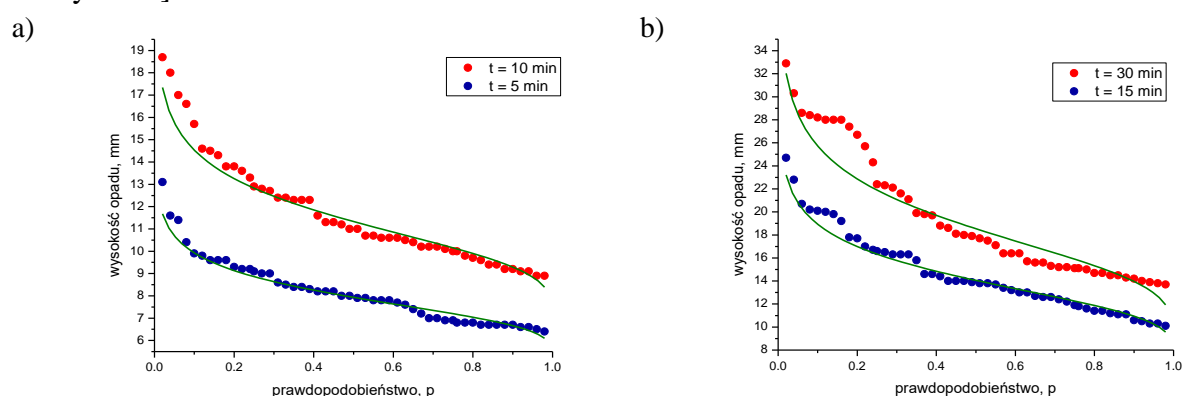 a)
b)
19
18
17
16
15
14
13
12
11
10
9
8
7
6
wysokość opadu, mm
t = 10 min
t = 5 min
0.0 0.2 0.4 0.6 0.8 1.0
prawdopodobieństwo, p
34
32
30
28
26
24
22
20
18
16
14
12
10
8
wysokość opadu, mm
t = 30 min
t = 15 min
0.0 0.2 0.4 0.6 0.8 1.0
prawdopodobieństwo, p